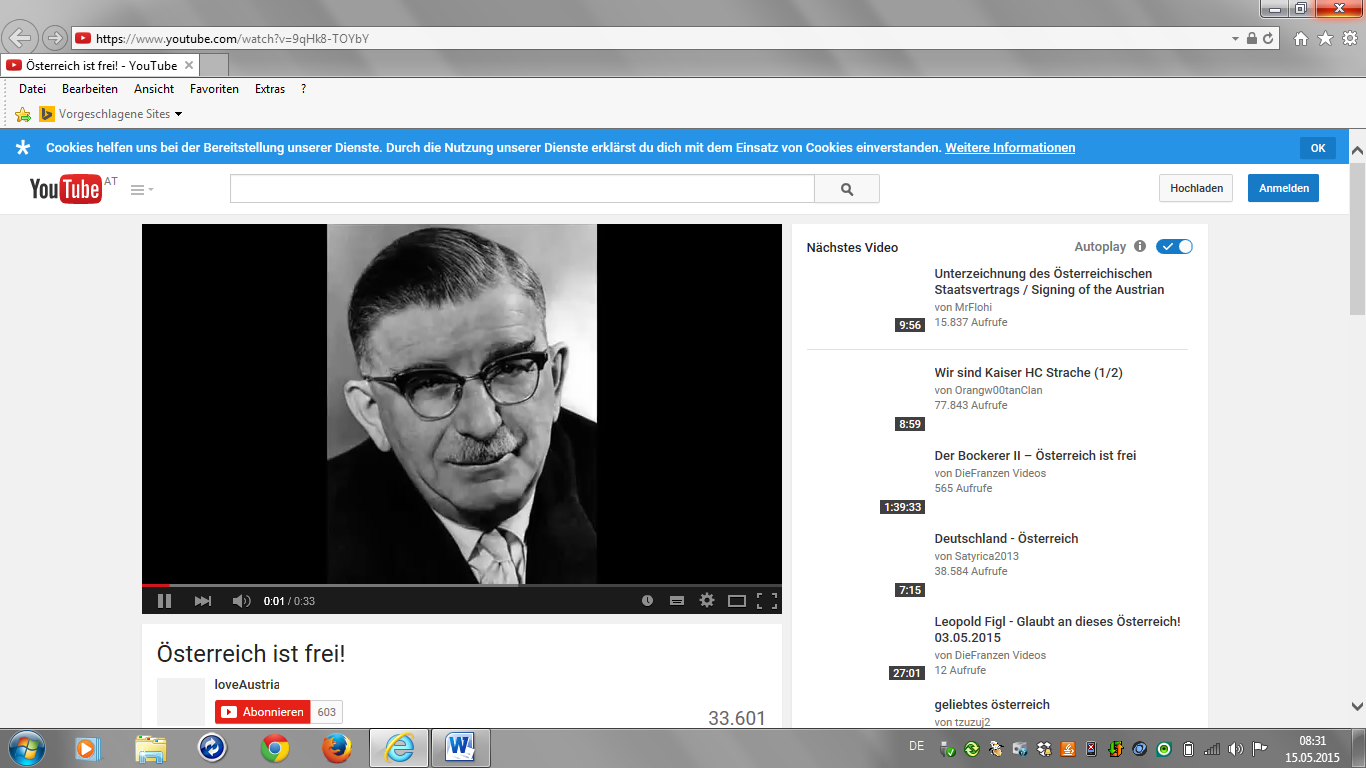 https://www.youtube.com/watch?v=9qHk8-TOYbY
Österreich ist frei! - YouTube
Datei Bearbeiten Ansicht Favoriten Extras ?
Vorgeschlagene Sites
Cookies helfen uns bei der Bereitstellung unserer Dienste. Durch die Nutzung unserer Dienste erklärst du dich mit dem Einsatz von Cookies einverstanden. Weitere Informationen OK
YouTube AT
Hochladen Anmelden
Nächstes Video Autoplay
Unterzeichnung des Österreichischen
Staatsvertrags / Signing of the Austrian
von MrFlohi
9:56 15.837 Aufrufe
Wir sind Kaiser HC Strache (1/2)
von Orangw00tanClan
77.843 Aufrufe
8:59
Der Bockerer II – Österreich ist frei
von DieFranzen Videos
565 Aufrufe
1:39:33
Deutschland - Österreich
von Satyrica2013
38.584 Aufrufe
7:15
Leopold Figl - Glaubt an dieses Österreich!
03.05.2015
von DieFranzen Videos
12 Aufrufe
27:01
geliebtes österreich
von tzuzuj2
0:01 / 0:33
Österreich ist frei!
loveAustria
Abonnieren 603
33.601
DE
08:31
15.05.2015